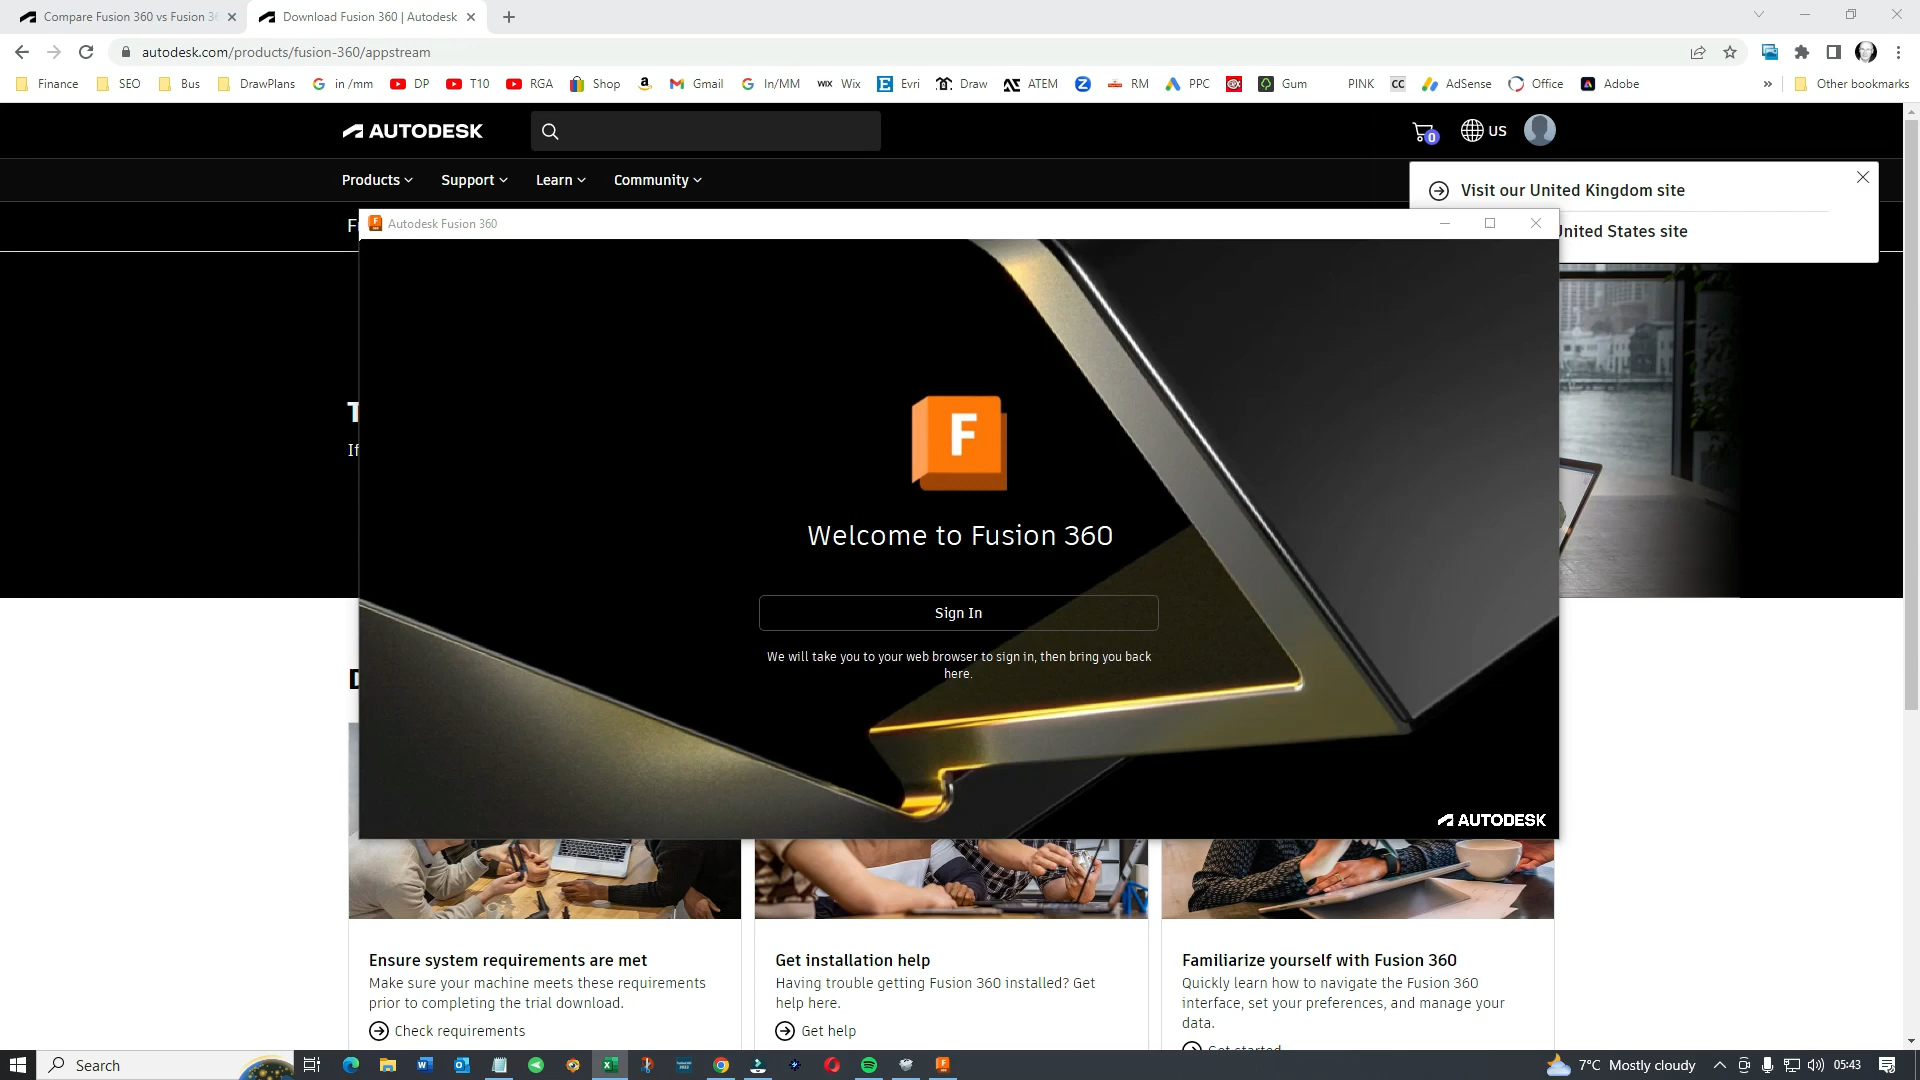 Compare Fusion 360 vs Fusion 36
Download Fusion 360 | Autodesk
autodesk.com/products/fusion-360/appstream
Finance
SEO
Bus
DrawPlans
in /mm
DP
T10
RGA
Shop
Gmail
In/MM
WIX Wix
Evri
Draw
ATEM
RM
PPC
Gum
PINK
CC
AdSense
Office
Adobe
Other bookmarks
AUTODESK
0
US
Products
Support
Learn
Community
Visit our United Kingdom site
United States site
F
Autodesk Fusion 360
T
If
F
Welcome to Fusion 360
Sign In
We will take you to your web browser to sign in, then bring you back
here.
D
AUTODESK
Ensure system requirements are met
Make sure your machine meets these requirements
prior to completing the trial download.
Check requirements
Get installation help
Having trouble getting Fusion 360 installed? Get
help here.
Get help
Familiarize yourself with Fusion 360
Quickly learn how to navigate the Fusion 360
interface, set your preferences, and manage your
data.
Get started
Search
7°C Mostly cloudy
05:43